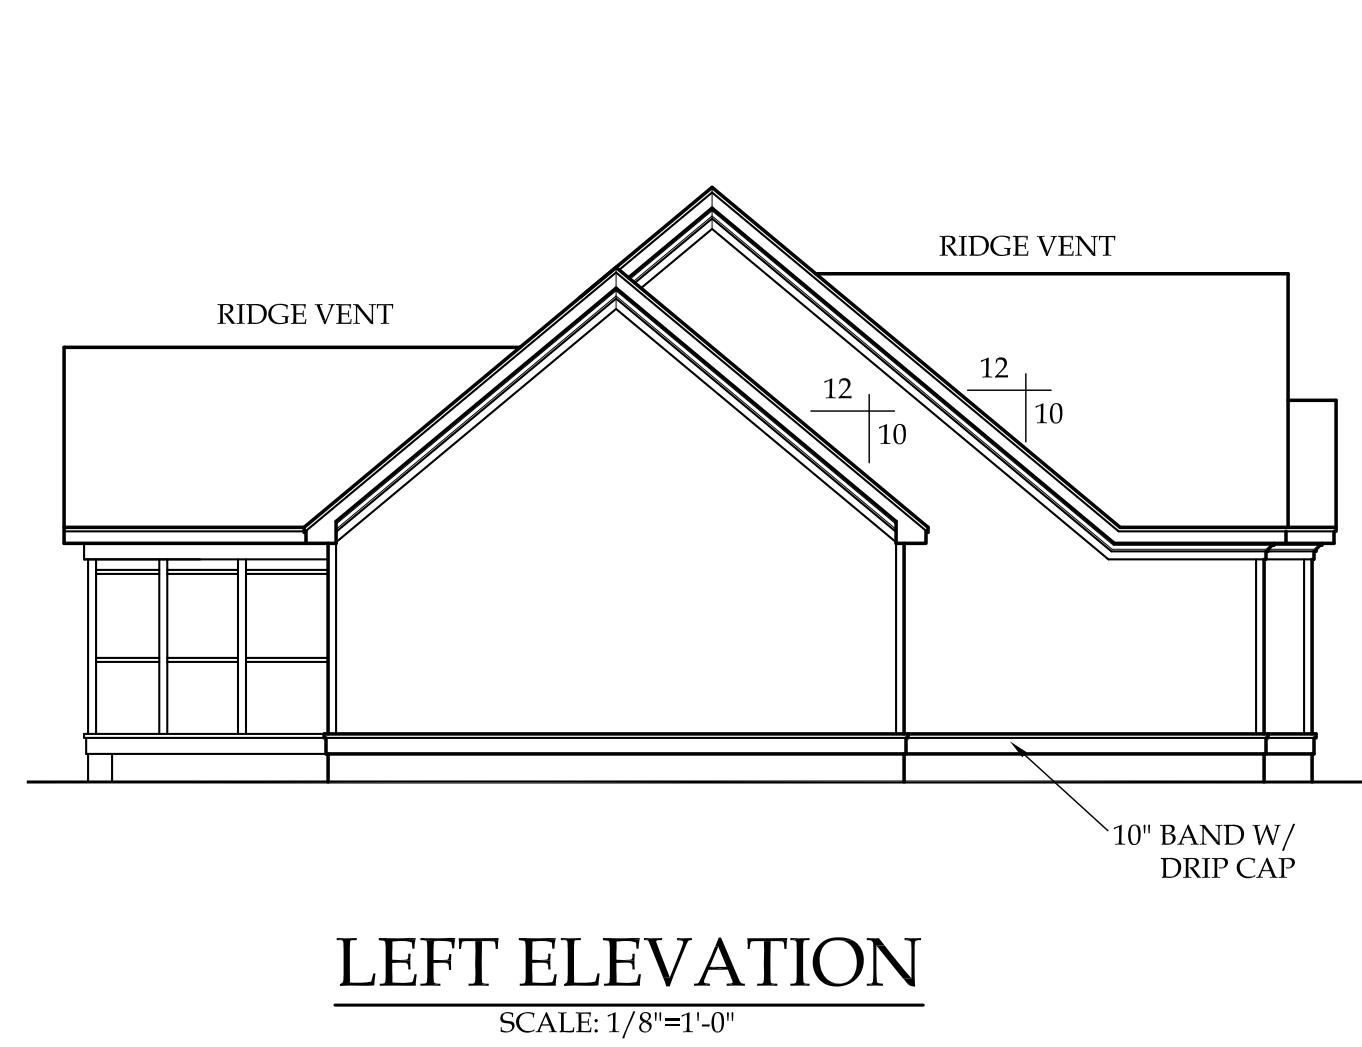 RIDGE VENT
RIDGE VENT
12
10
12
10
10" BAND W/
DRIP CAP
LEFT ELEVATION
SCALE: 1/8"=1'-0"